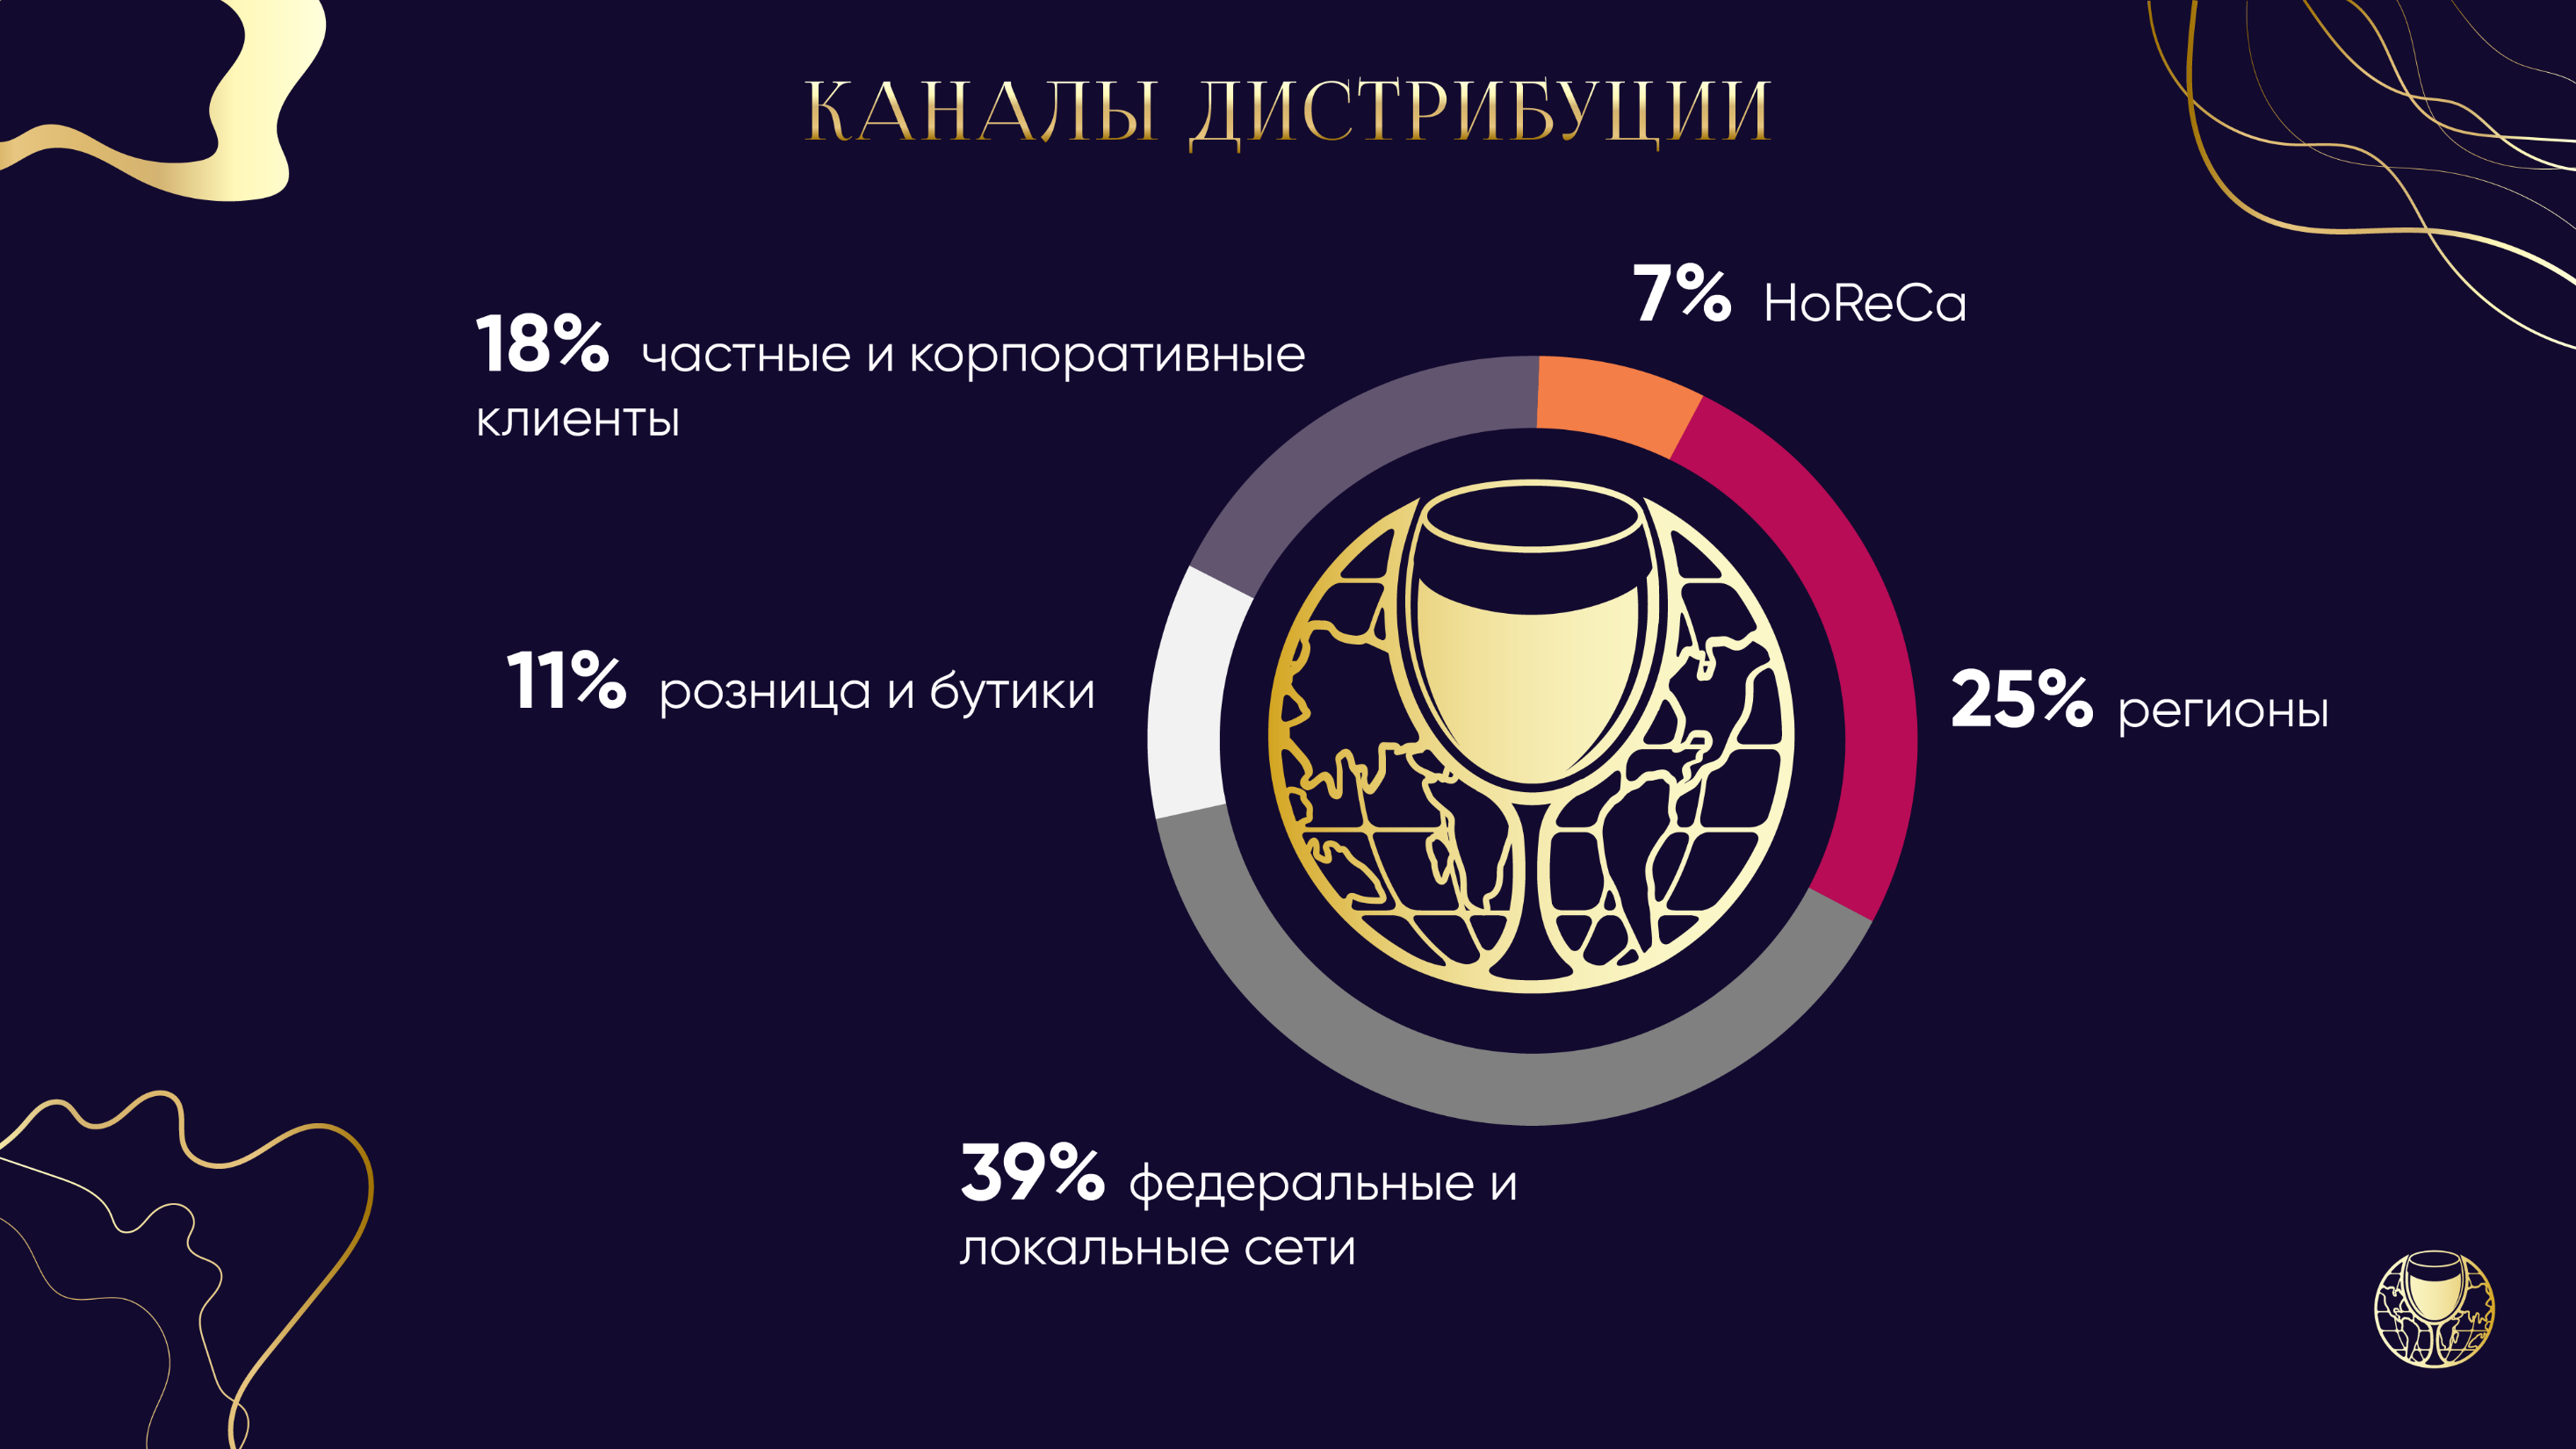 КАНАЛЫ ДИСТРИБУЦИИ
7% HoReCa
18% частные и корпоративные
клиенты
11% розница и бутики
25% регионы
39% федеральные и
локальные сети